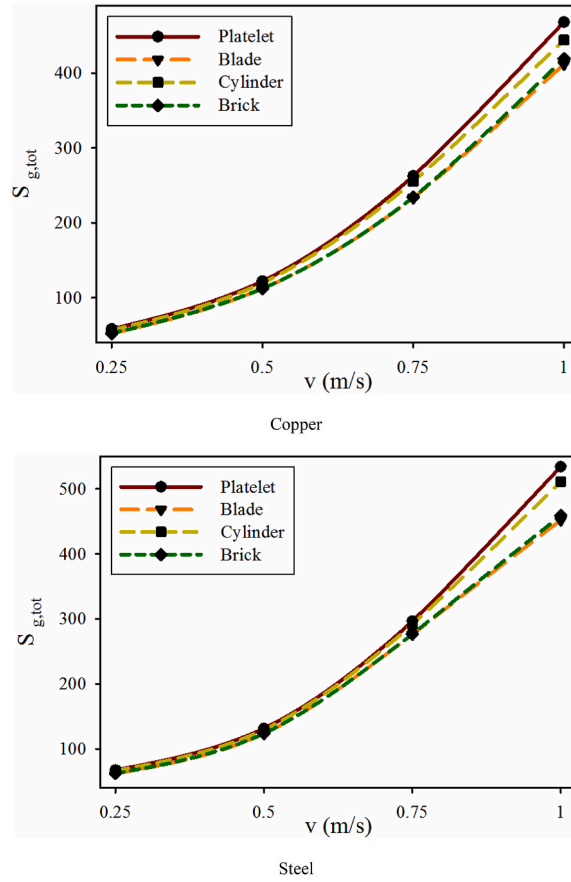 Platelet
Blade
Cylinder
Brick
S g,tot
400
300
200
100
0.25
0.5
0.75
1
v (m/s)
Copper
Platelet
Blade
Cylinder
Brick
S g,tot
500
400
300
200
100
0.25
0.5
0.75
1
v (m/s)
Steel